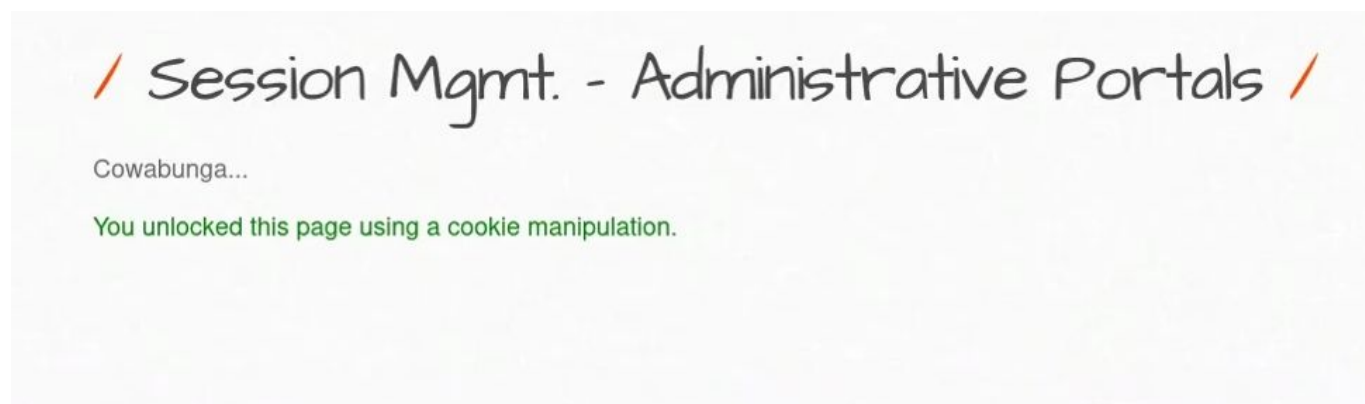 / Session Mgmt. - Administrative Portals /
Cowabunga...
You unlocked this page using a cookie manipulation.